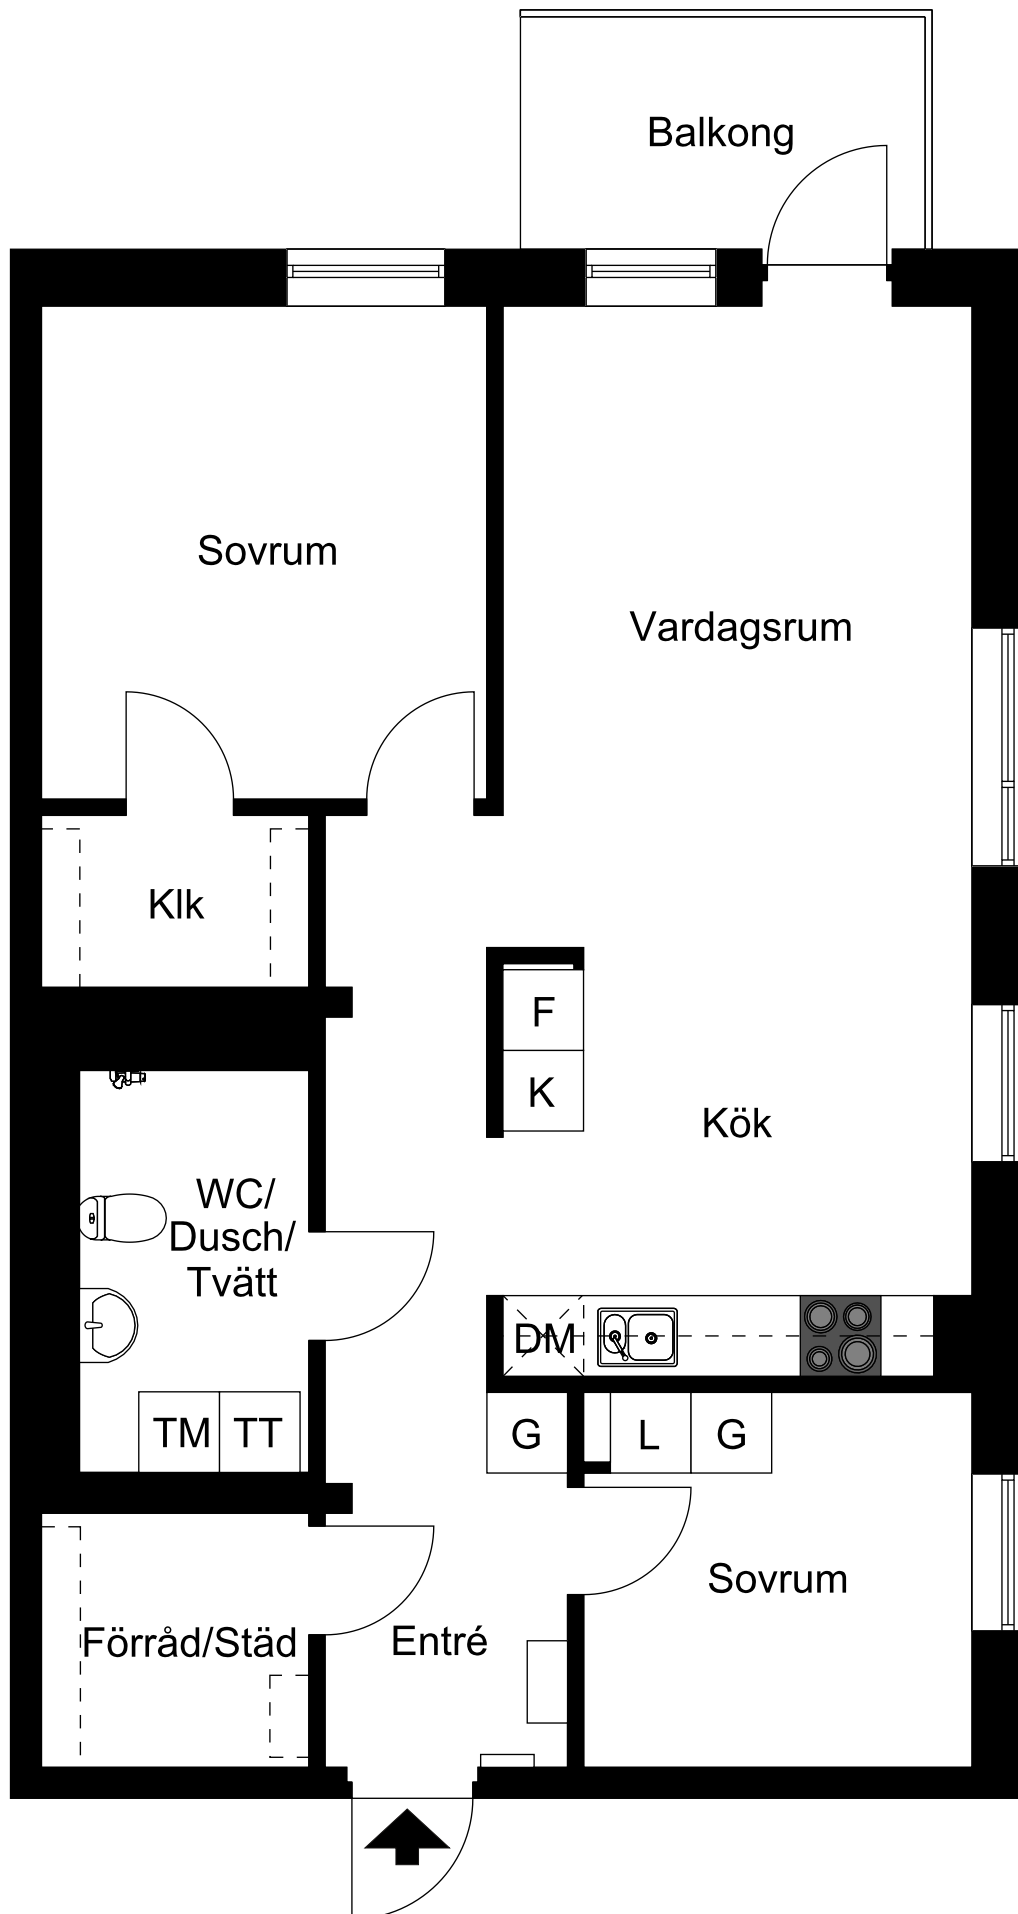 Balkong
Sovrum
Vardagsrum
Klk
F
K
Kök
WC/
Dusch/
Tvätt
DM
TM
TT
G
L
G
Sovrum
Förråd/Städ
Entré